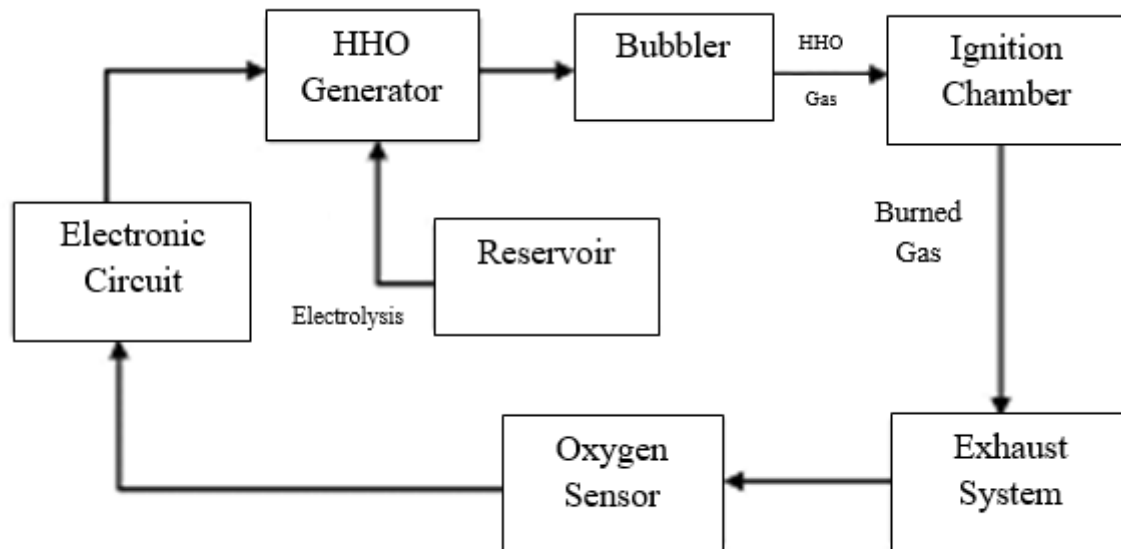 HHO
Generator
Bubbler
HHO
Gas
Ignition
Chamber
Electronic
Circuit
Reservoir
Electrolysis
Burned
Gas
Oxygen
Sensor
Exhaust
System